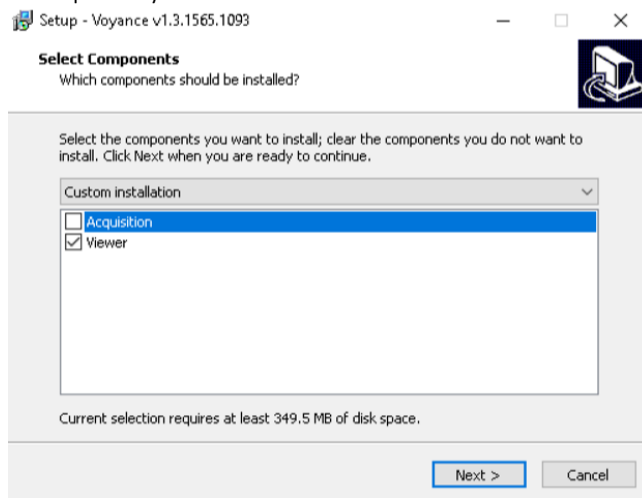 Setup - Voyance v1.3.1565.1093
Select Components
Which components should be installed?
Select the components you want to install; clear the components you do not want to
install. Click Next when you are ready to continue.
Custom installation
Acquisition
Viewer
Current selection requires at least 349.5 MB of disk space.
Next >
Cancel